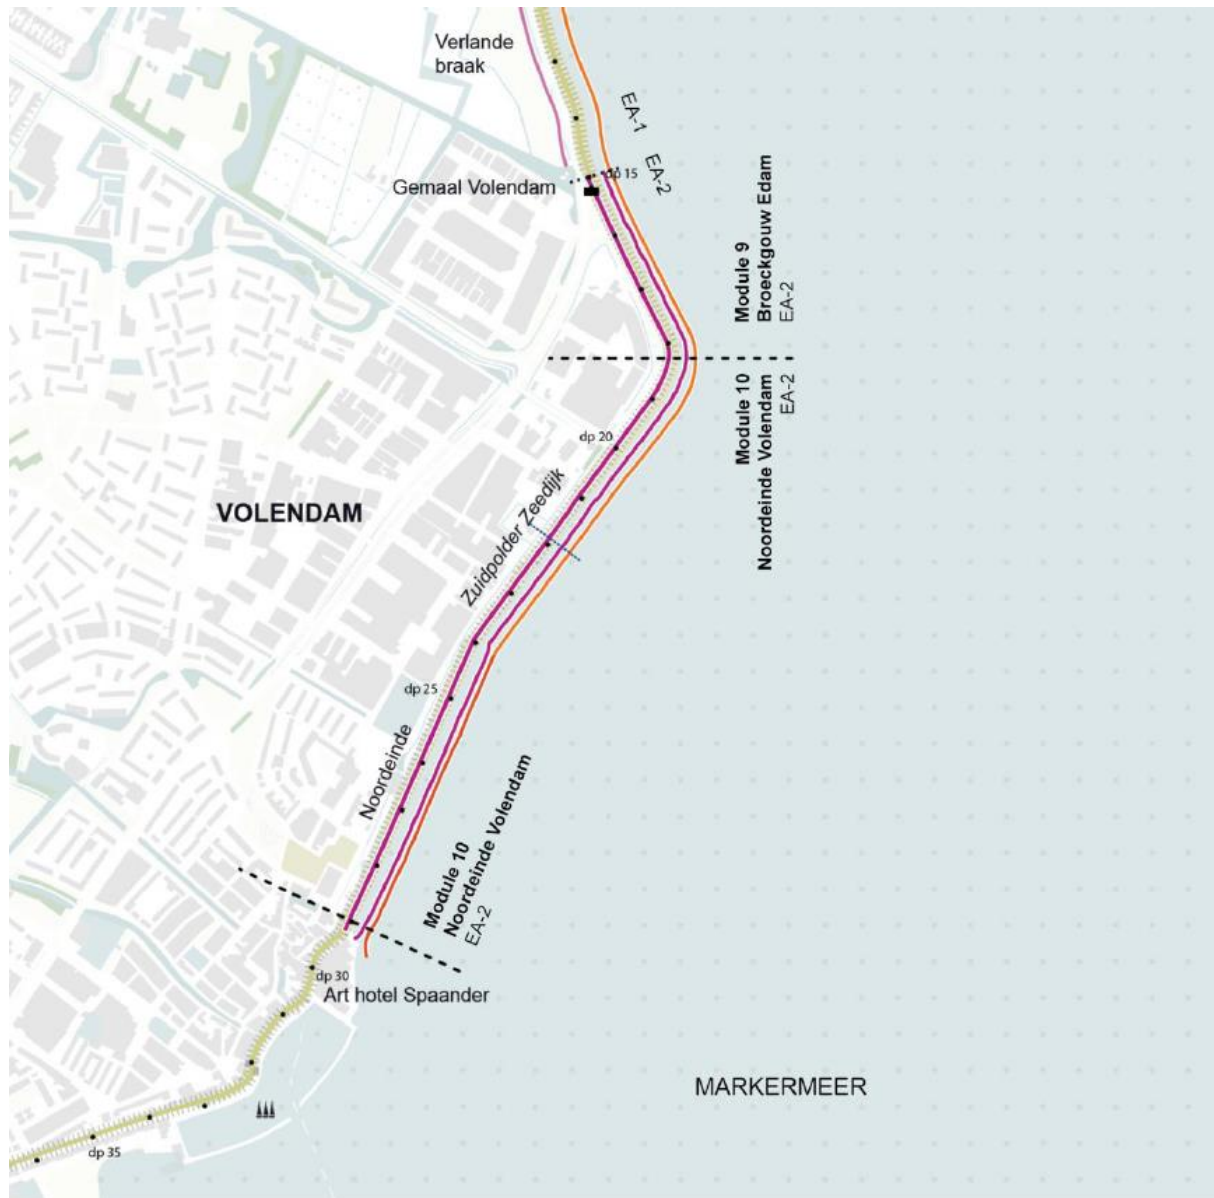 Verlande
braak
EA-1
EA-2
dp 15
Gemaal Volendam
Module 9
Broeckgouw Edam
EA-2
Module 10
Noordeinde Volendam
EA-2
dp 20
Zuidpolder Zeedijk
VOLENDAM
dp 25
Noordeinde
Module 10
Noordeinde Volendam
EA-2
dp 30
Art hotel Spaander
MARKERMEER
dp 35